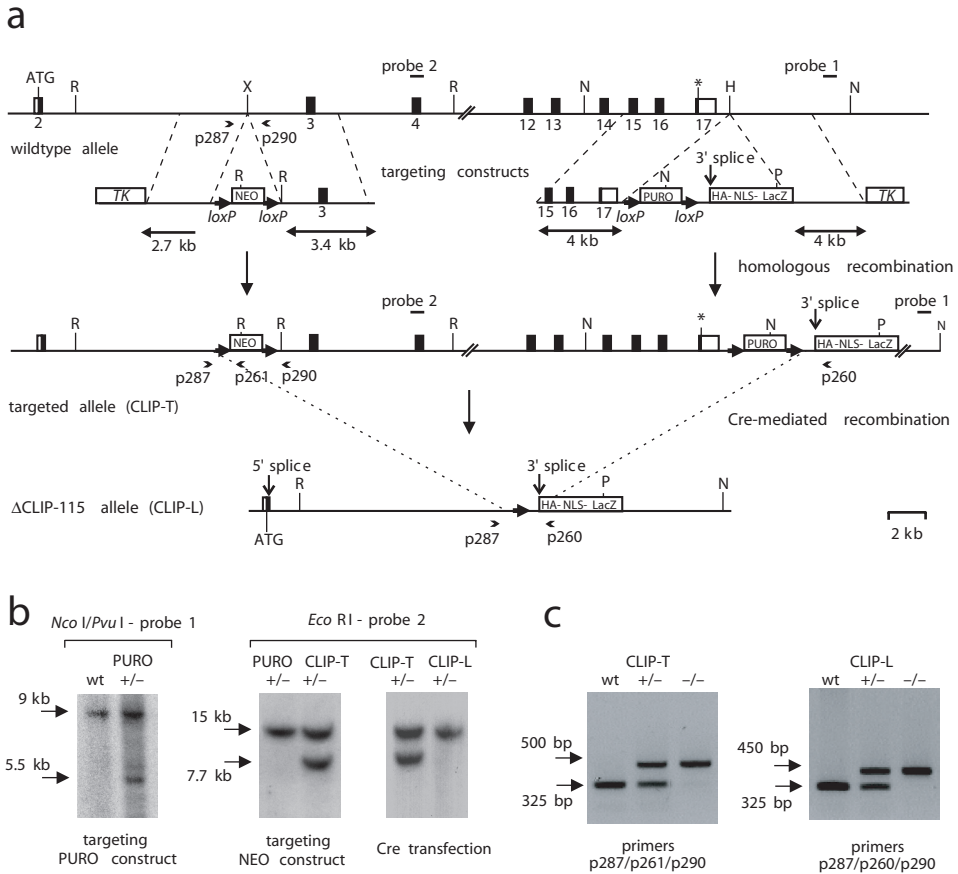 a
probe 2
probe 1
ATG
R
X
R
N
*
H
N
2
3
4
12
13
14
15
16
17
p287
p290
wildtype allele
targeting constructs
3' splice
TK
R
NEO
R
3
loxP
loxP
15
16
17
N
PURO
loxP
loxP
HA-NLS-LacZ
P
TK
2.7 kb
3.4 kb
4 kb
4 kb
homologous recombination
probe 2
3' splice
probe 1
R
R
NEO
R
R
N
*
N
PURO
HA-NLS-LacZ
P
N
p287
p261
p290
p260
targeted allele (CLIP-T)
Cre-mediated recombination
5' splice
3' splice
R
P
N
ΔCLIP-115 allele (CLIP-L)
HA-NLS-LacZ
ATG
p287
p260
2 kb
b
Nco I/Pvu I - probe 1
Eco RI - probe 2
PURO
wt +/–
PURO CLIP-T
+/– +/–
CLIP-T CLIP-L
+/– +/–
9 kb
5.5 kb
15 kb
7.7 kb
targeting
PURO construct
targeting
NEO construct
Cre transfection
c
CLIP-T
wt +/– –/–
500 bp
325 bp
primers
p287/p261/p290
CLIP-L
wt +/– –/–
450 bp
325 bp
primers
p287/p260/p290